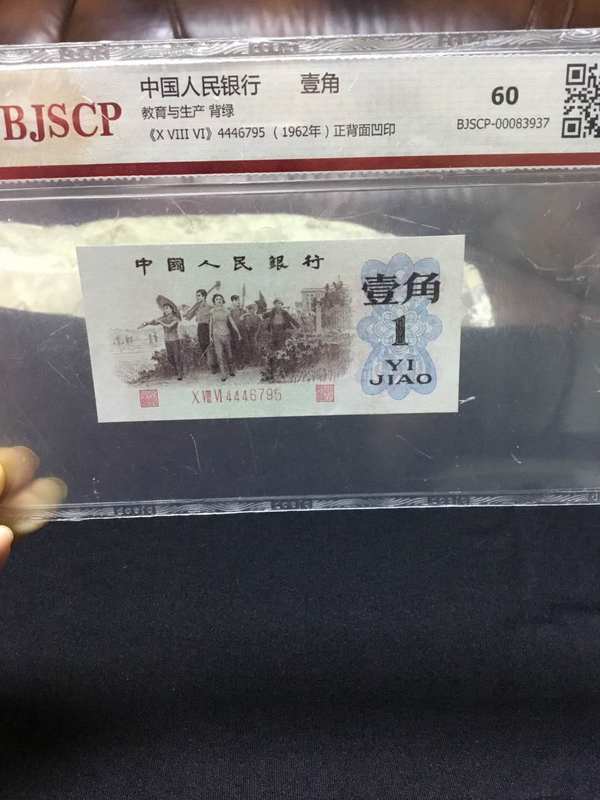 BJSCP
中国人民银行 壹角
教育与生产 背绿
《X VIII VI》4446795 （1962年）正背面凹印
60
BJSCP-00083937
中國人民銀行
壹角
1
YI
JIAO
X VIII VI 4446795